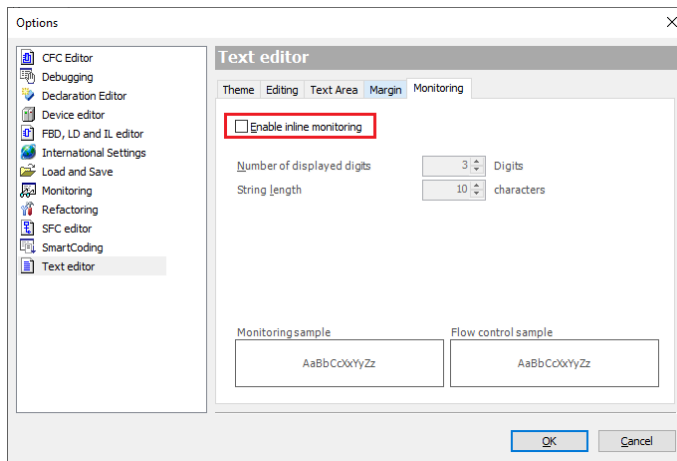 Options
CFC Editor
Debugging
Declaration Editor
Device editor
FBD, LD and IL editor
International Settings
Load and Save
Monitoring
Refactoring
SFC editor
SmartCoding
Text editor
Text editor
Theme Editing Text Area Margin Monitoring
Enable inline monitoring
Number of displayed digits 3 Digits
String length 10 characters
Monitoring sample Flow control sample
AaBbCcXxYyZz AaBbCcXxYyZz
OK Cancel